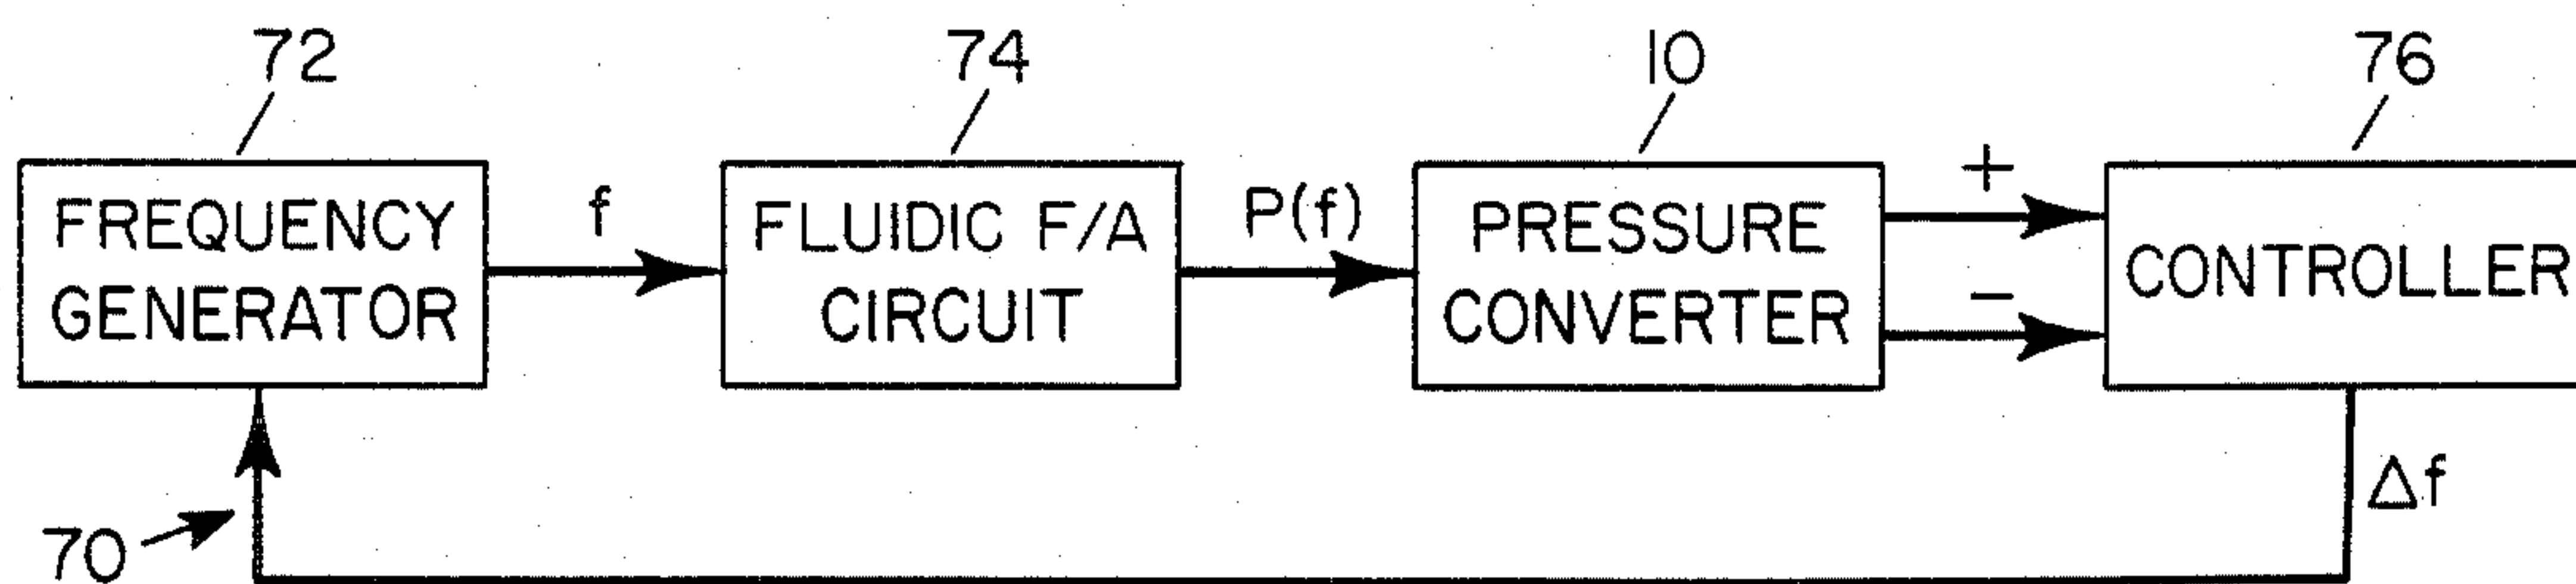 72
74
10
76
FREQUENCY
GENERATOR
f
FLUIDIC F/A
CIRCUIT
P(f)
PRESSURE
CONVERTER
+
−
CONTROLLER
Δf
70